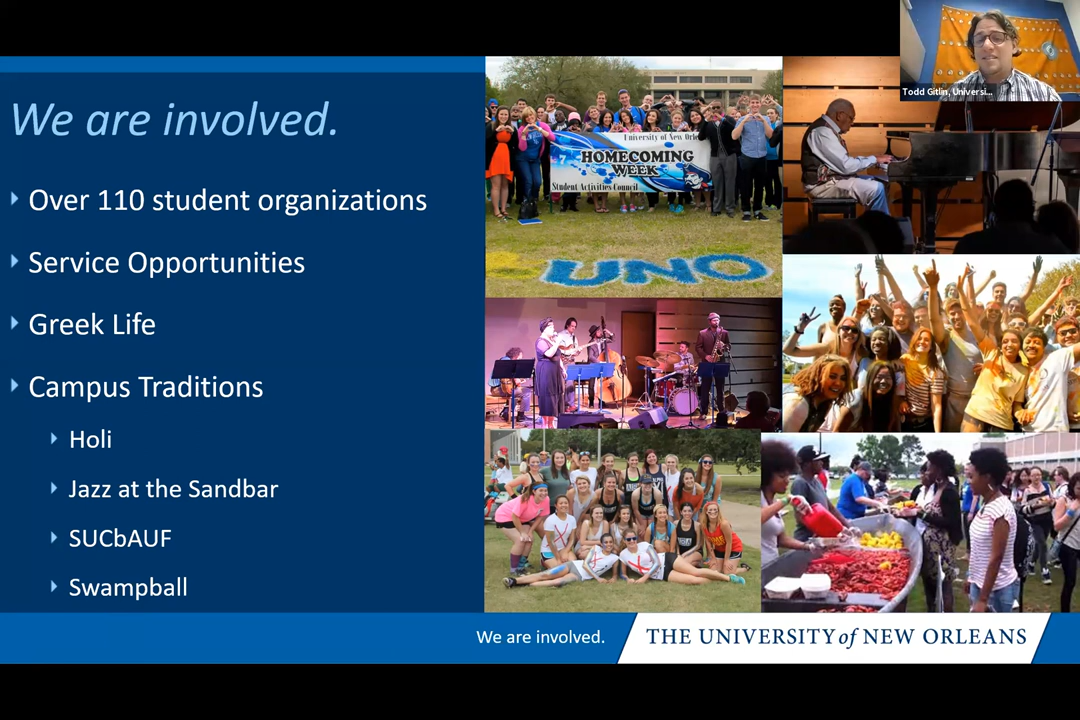 Todd Gitlin, Universi...
We are involved.
Over 110 student organizations
Service Opportunities
Greek Life
Campus Traditions
Holi
Jazz at the Sandbar
SUCbAUF
Swampball
University of New Orle
HOMECOMING
WEEK
Student Activities Council
UNO
We are involved.
THE UNIVERSITY of NEW ORLEANS